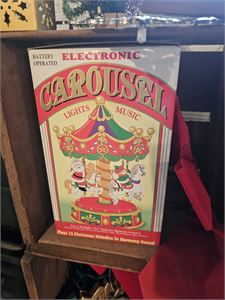 BATTERY
OPERATED
ELECTRONIC
CAROUSEL
LIGHTS MUSIC
Plays 15 Christmas Melodies in Harmony Sound